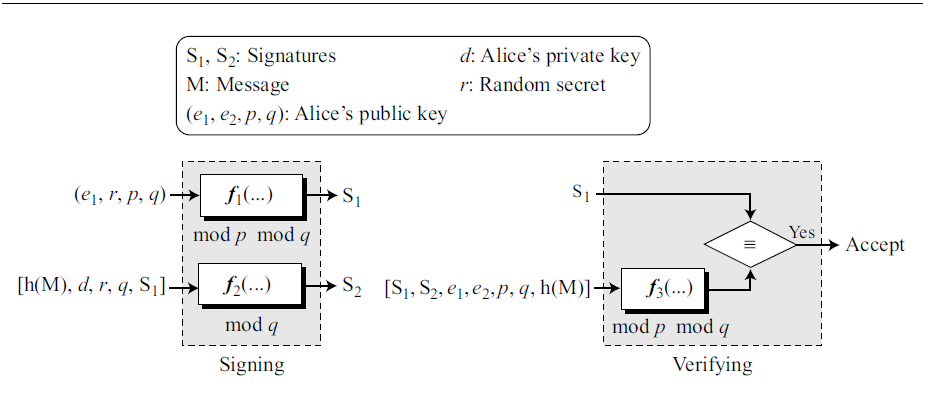 S₁, S₂: Signatures
d: Alice's private key
M: Message
r: Random secret
(e₁, e₂, p, q): Alice's public key
(e₁, r, p, q)
f₁(...)
S₁
mod p mod q
[h(M), d, r, q, S₁]
f₂(...)
S₂
mod q
Signing
S₁
≡
Yes
Accept
[S₁, S₂, e₁, e₂, p, q, h(M)]
f₃(...)
mod p mod q
Verifying